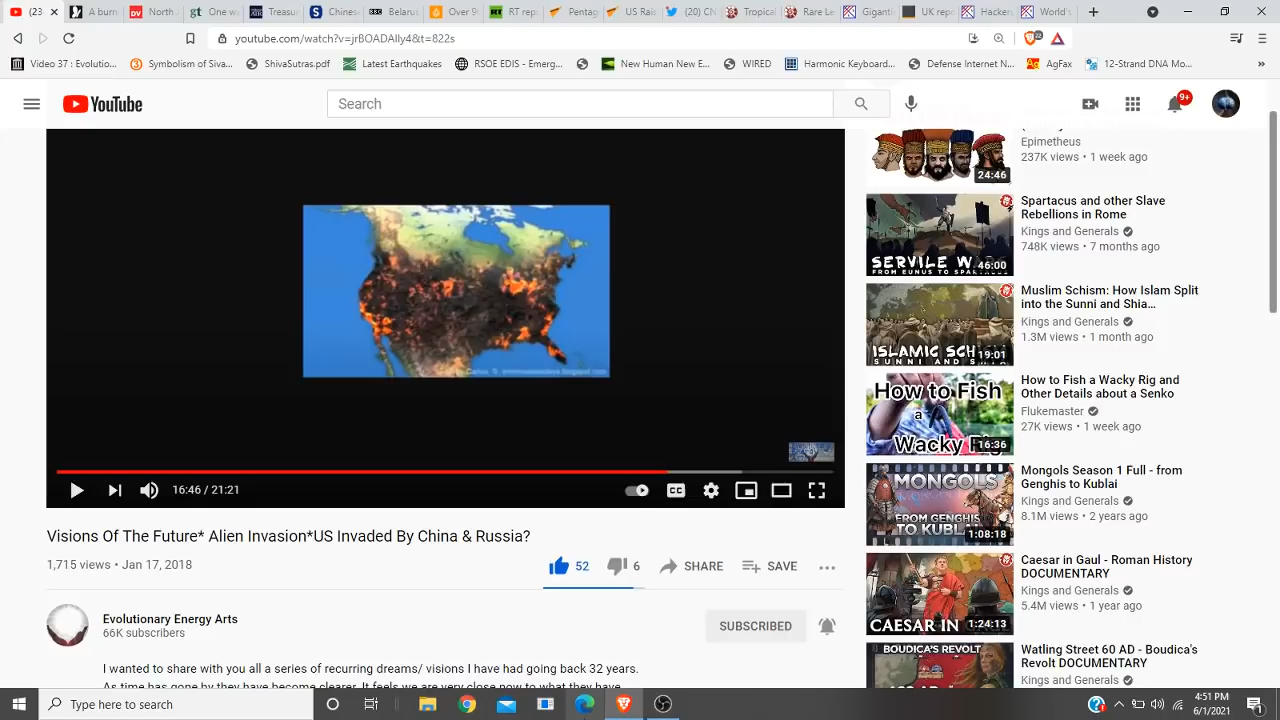 (23
A burn
North
One w
Treasu
Chines
Belaru
Over 9
RT rep
Pentag
US Rai
(20) C
Tropical
Rare Le
Giganti
UK rep
Hacker
World's
youtube.com/watch?v=jrBOADAIIy4&t=822s
22
Video 37 : Evolutio...
Symbolism of Siva...
ShivaSutras.pdf
Latest Earthquakes
RSOE EDIS - Emerg...
New Human New E...
WIRED
Harmonic Keyboard...
Defense Internet N...
AgFax
12-Strand DNA Mo...
YouTube
Search
9+
Epimetheus
237K views • 1 week ago
24:46
Spartacus and other Slave
Rebellions in Rome
Kings and Generals
748K views • 7 months ago
SERVILE W
FROM EUNUS TO SPARTACUS
46:00
Muslim Schism: How Islam Split
into the Sunni and Shia...
Kings and Generals
1.3M views • 1 month ago
ISLAMIC SCH
SUNNI AND S
19:01
How to Fish a Wacky Rig and
Other Details about a Senko
Flukemaster
27K views • 1 week ago
How to Fish
a
Wacky Rig
16:36
Mongols Season 1 Full - from
Genghis to Kublai
Kings and Generals
8.1M views • 2 years ago
MONGOLS
FROM GENGHIS
TO KUBLAI
1:08:18
Caesar in Gaul - Roman History
DOCUMENTARY
Kings and Generals
5.4M views • 1 year ago
CAESAR IN
1:24:13
Watling Street 60 AD - Boudica's
Revolt DOCUMENTARY
Kings and Generals
BOUDICA'S REVOLT
16:46 / 21:21
CC
Visions Of The Future* Alien Invasion *US Invaded By China & Russia?
1,715 views • Jan 17, 2018
52
6
SHARE
SAVE
Evolutionary Energy Arts
66K subscribers
SUBSCRIBED
I wanted to share with you all a series of recurring dreams/ visions I have had going back 32 years.
Type here to search
4:51 PM
6/1/2021
1